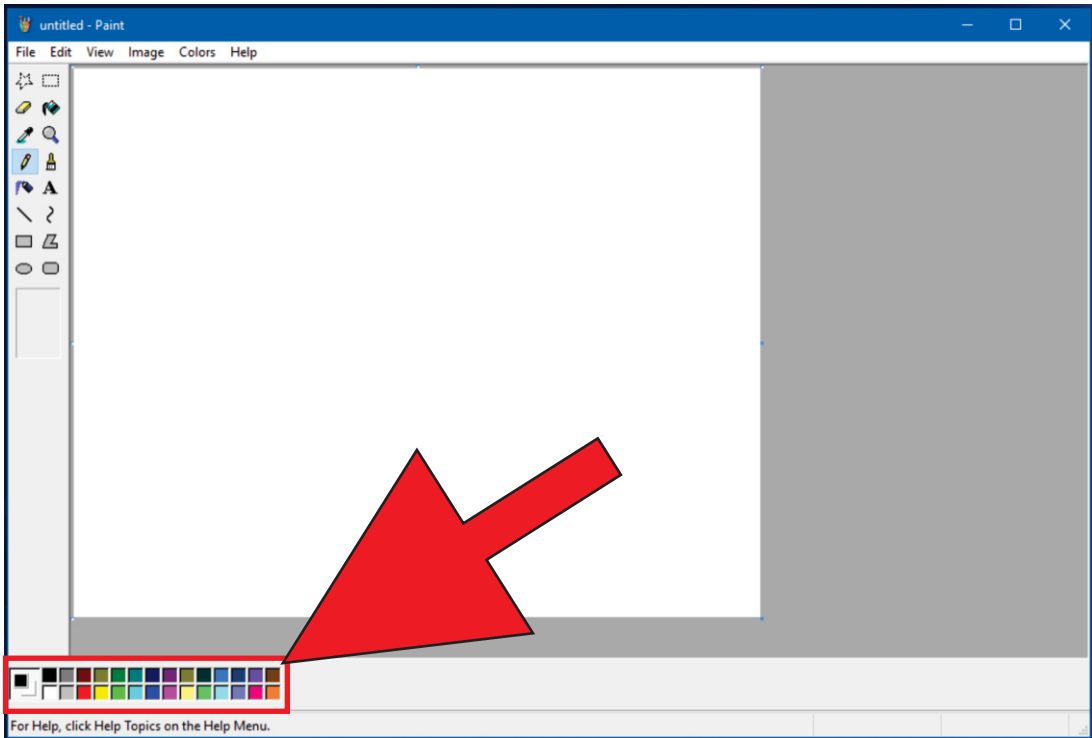 untitled - Paint
File Edit View Image Colors Help
A
For Help, click Help Topics on the Help Menu.